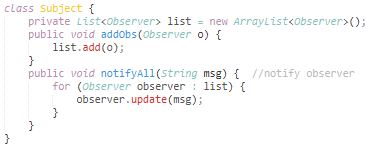 class Subject {
    private List<Observer> list = new ArrayList<Observer>();
    public void addObs(Observer o) {
        list.add(o);
    }
    public void notifyAll(String msg) {  //notify observer
        for (Observer observer : list) {
            observer.update(msg);
        }
    }
}